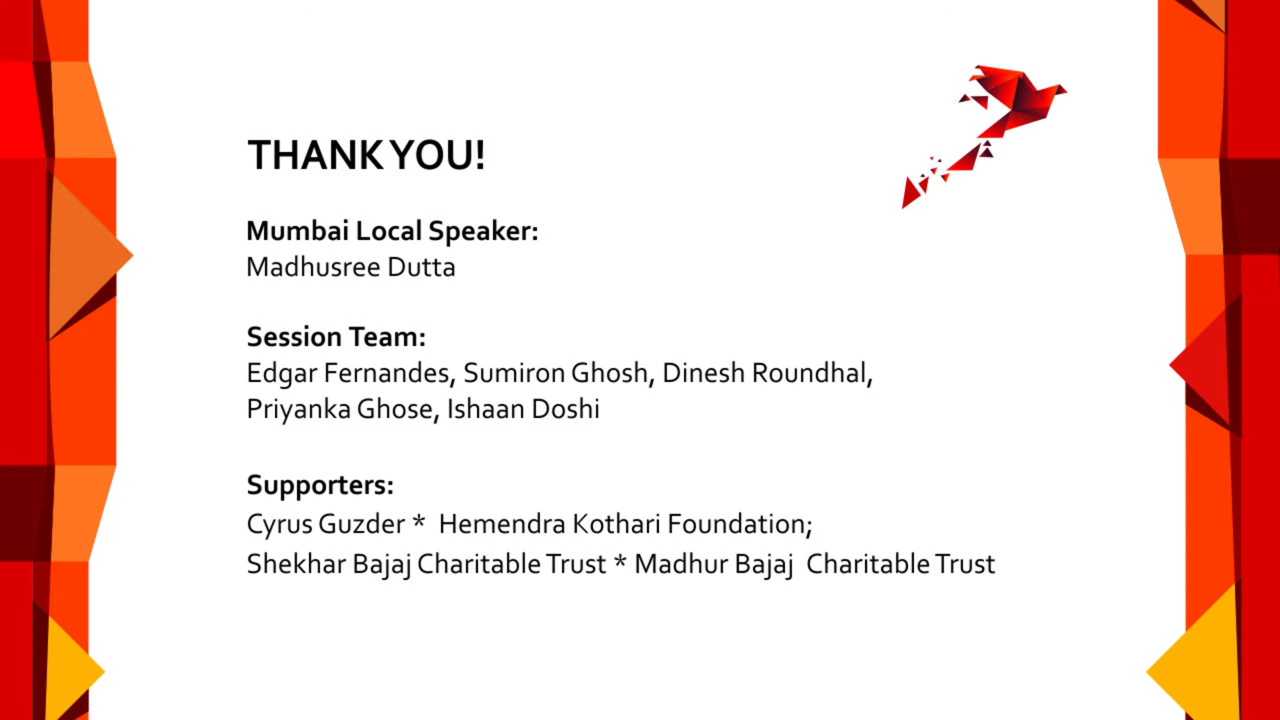 THANK YOU!
Mumbai Local Speaker:
Madhusree Dutta
Session Team:
Edgar Fernandes, Sumiron Ghosh, Dinesh Roundhal,
Priyanka Ghose, Ishaan Doshi
Supporters:
Cyrus Guzder * Hemendra Kothari Foundation;
Shekhar Bajaj Charitable Trust * Madhur Bajaj Charitable Trust